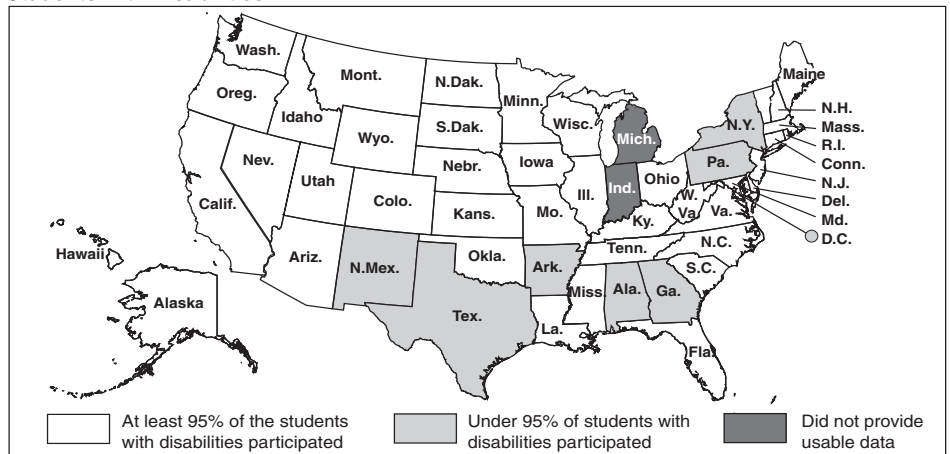 Wash.
Oreg.
Calif.
Nev.
Idaho
Mont.
Wyo.
Utah
Colo.
Ariz.
N.Mex.
N.Dak.
S.Dak.
Nebr.
Kans.
Okla.
Tex.
Minn.
Iowa
Mo.
Ark.
La.
Wisc.
Ill.
Mich.
Ind.
Ohio
Ky.
Tenn.
Miss.
Ala.
Ga.
Fla.
S.C.
N.C.
Va.
W.
Va.
Pa.
N.Y.
Maine
N.H.
Mass.
R.I.
Conn.
N.J.
Del.
Md.
D.C.
Hawaii
Alaska
At least 95% of the students
with disabilities participated
Under 95% of students with
disabilities participated
Did not provide
usable data